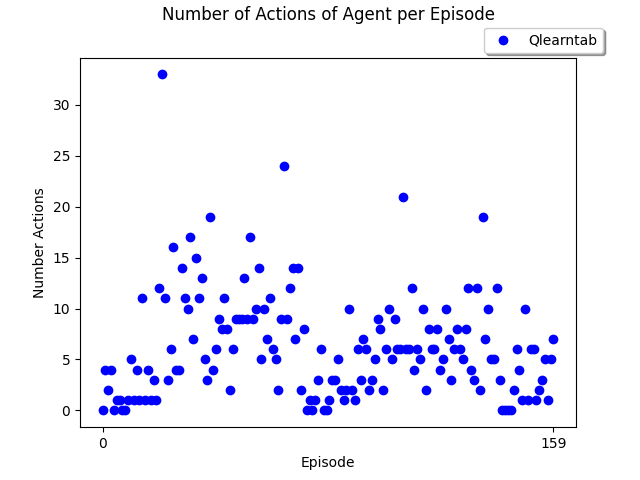 Number of Actions of Agent per Episode
Qlearntab
30
25
20
15
10
5
0
Number Actions
0
159
Episode